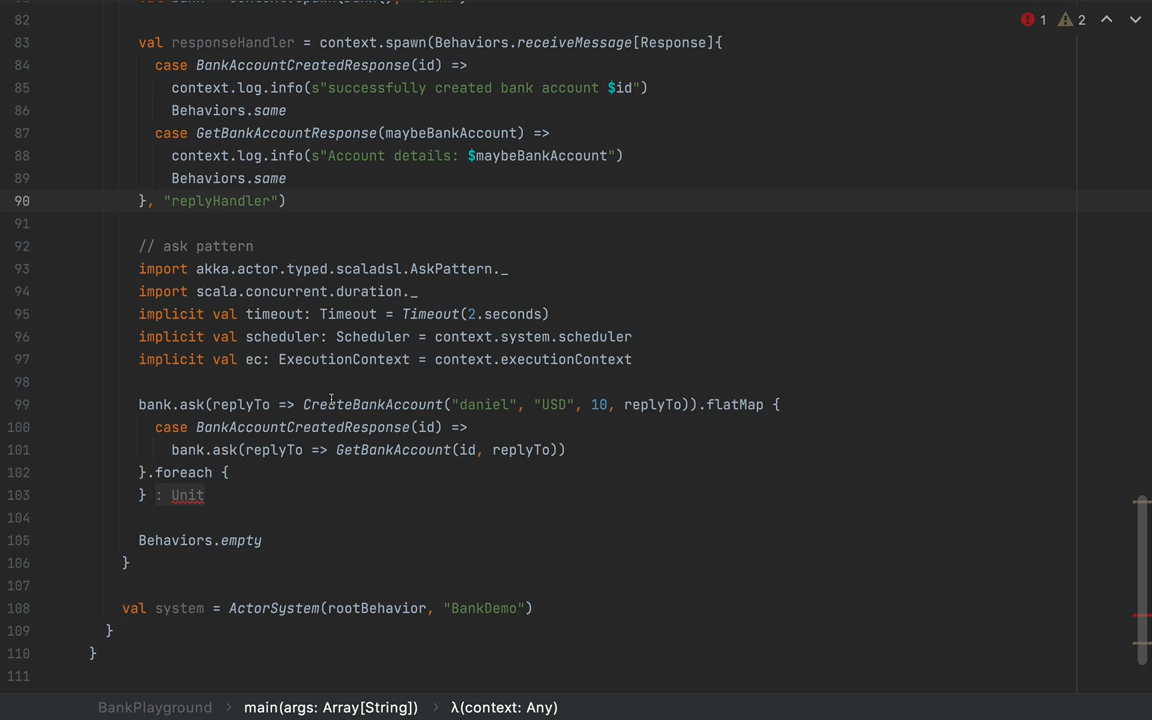 82
1 2
83 val responseHandler = context.spawn(Behaviors.receiveMessage[Response]{
84 case BankAccountCreatedResponse(id) =>
85 context.log.info(s"successfully created bank account $id")
86 Behaviors.same
87 case GetBankAccountResponse(maybeBankAccount) =>
88 context.log.info(s"Account details: $maybeBankAccount")
89 Behaviors.same
90 }, "replyHandler")
91
92 // ask pattern
93 import akka.actor.typed.scaladsl.AskPattern._
94 import scala.concurrent.duration._
95 implicit val timeout: Timeout = Timeout(2.seconds)
96 implicit val scheduler: Scheduler = context.system.scheduler
97 implicit val ec: ExecutionContext = context.executionContext
98
99 bank.ask(replyTo => CreateBankAccount("daniel", "USD", 10, replyTo)).flatMap {
100 case BankAccountCreatedResponse(id) =>
101 bank.ask(replyTo => GetBankAccount(id, replyTo))
102 }.foreach {
103 } : Unit
104
105 Behaviors.empty
106 }
107
108 val system = ActorSystem(rootBehavior, "BankDemo")
109 }
110 }
111
BankPlayground > main(args: Array[String]) > λ(context: Any)